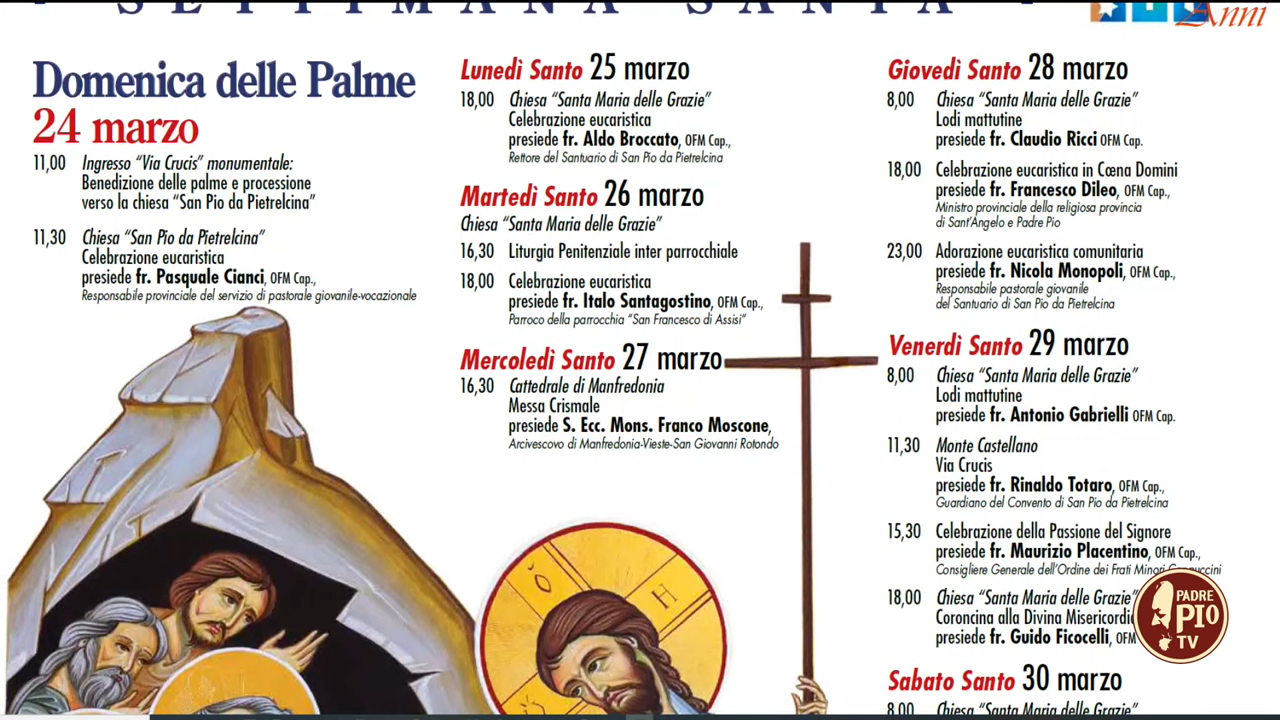 SETTIMANA SANTA
Anni
Domenica delle Palme
24 marzo
11,00 Ingresso “Via Crucis” monumentale:
Benedizione delle palme e processione
verso la chiesa “San Pio da Pietrelcina”
11,30 Chiesa “San Pio da Pietrelcina”
Celebrazione eucaristica
presiede fr. Pasquale Cianci, OFM Cap.,
Responsabile provinciale del servizio di pastorale giovanile-vocazionale
Lunedì Santo 25 marzo
18,00 Chiesa “Santa Maria delle Grazie”
Celebrazione eucaristica
presiede fr. Aldo Broccato, OFM Cap.,
Rettore del Santuario di San Pio da Pietrelcina
Martedì Santo 26 marzo
Chiesa “Santa Maria delle Grazie”
16,30 Liturgia Penitenziale inter parrocchiale
18,00 Celebrazione eucaristica
presiede fr. Italo Santagostino, OFM Cap.,
Parroco della parrocchia “San Francesco di Assisi”
Mercoledì Santo 27 marzo
16,30 Cattedrale di Manfredonia
Messa Crismale
presiede S. Ecc. Mons. Franco Moscone,
Arcivescovo di Manfredonia-Vieste-San Giovanni Rotondo
Giovedì Santo 28 marzo
8,00 Chiesa “Santa Maria delle Grazie”
Lodi mattutine
presiede fr. Claudio Ricci OFM Cap.
18,00 Celebrazione eucaristica in Cœna Domini
presiede fr. Francesco Dileo, OFM Cap.,
Ministro provinciale della religiosa provincia
di Sant’Angelo e Padre Pio
23,00 Adorazione eucaristica comunitaria
presiede fr. Nicola Monopoli, OFM Cap.,
Responsabile pastorale giovanile
del Santuario di San Pio da Pietrelcina
Venerdì Santo 29 marzo
8,00 Chiesa “Santa Maria delle Grazie”
Lodi mattutine
presiede fr. Antonio Gabrielli OFM Cap.
11,30 Monte Castellano
Via Crucis
presiede fr. Rinaldo Totaro, OFM Cap.,
Guardiano del Convento di San Pio da Pietrelcina
15,30 Celebrazione della Passione del Signore
presiede fr. Maurizio Placentino, OFM Cap.,
Consigliere Generale dell’Ordine dei Frati Minori Cappuccini
18,00 Chiesa “Santa Maria delle Grazie”
Coroncina alla Divina Misericordi
presiede fr. Guido Ficocelli, OFM
Sabato Santo 30 marzo
8,00 Chiesa “Santa Maria delle Grazie”
Ο Η
PADRE
PIO
TV